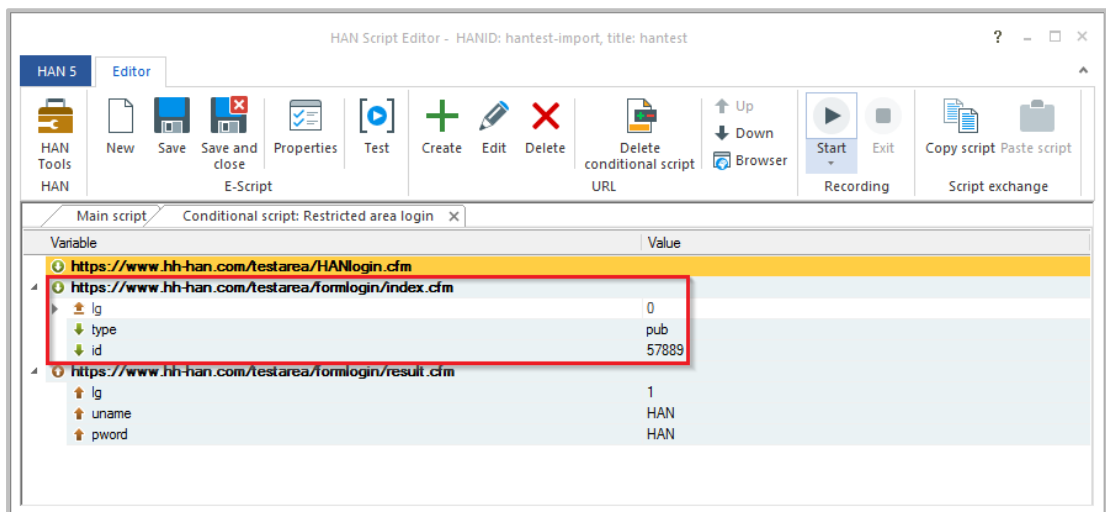 HAN Script Editor - HANID: hantest-import, title: hantest
HAN 5 Editor
HAN Tools
New
Save
Save and close
Properties
Test
Create
Edit
Delete
Delete conditional script
Up
Down
Browser
Start
Exit
Copy script
Paste script
HAN E-Script URL Recording Script exchange
Main script Conditional script: Restricted area login
Variable Value
https://www.hh-han.com/testarea/HANlogin.cfm
https://www.hh-han.com/testarea/formlogin/index.cfm
lg 0
type pub
id 57889
https://www.hh-han.com/testarea/formlogin/result.cfm
lg 1
uname HAN
pword HAN